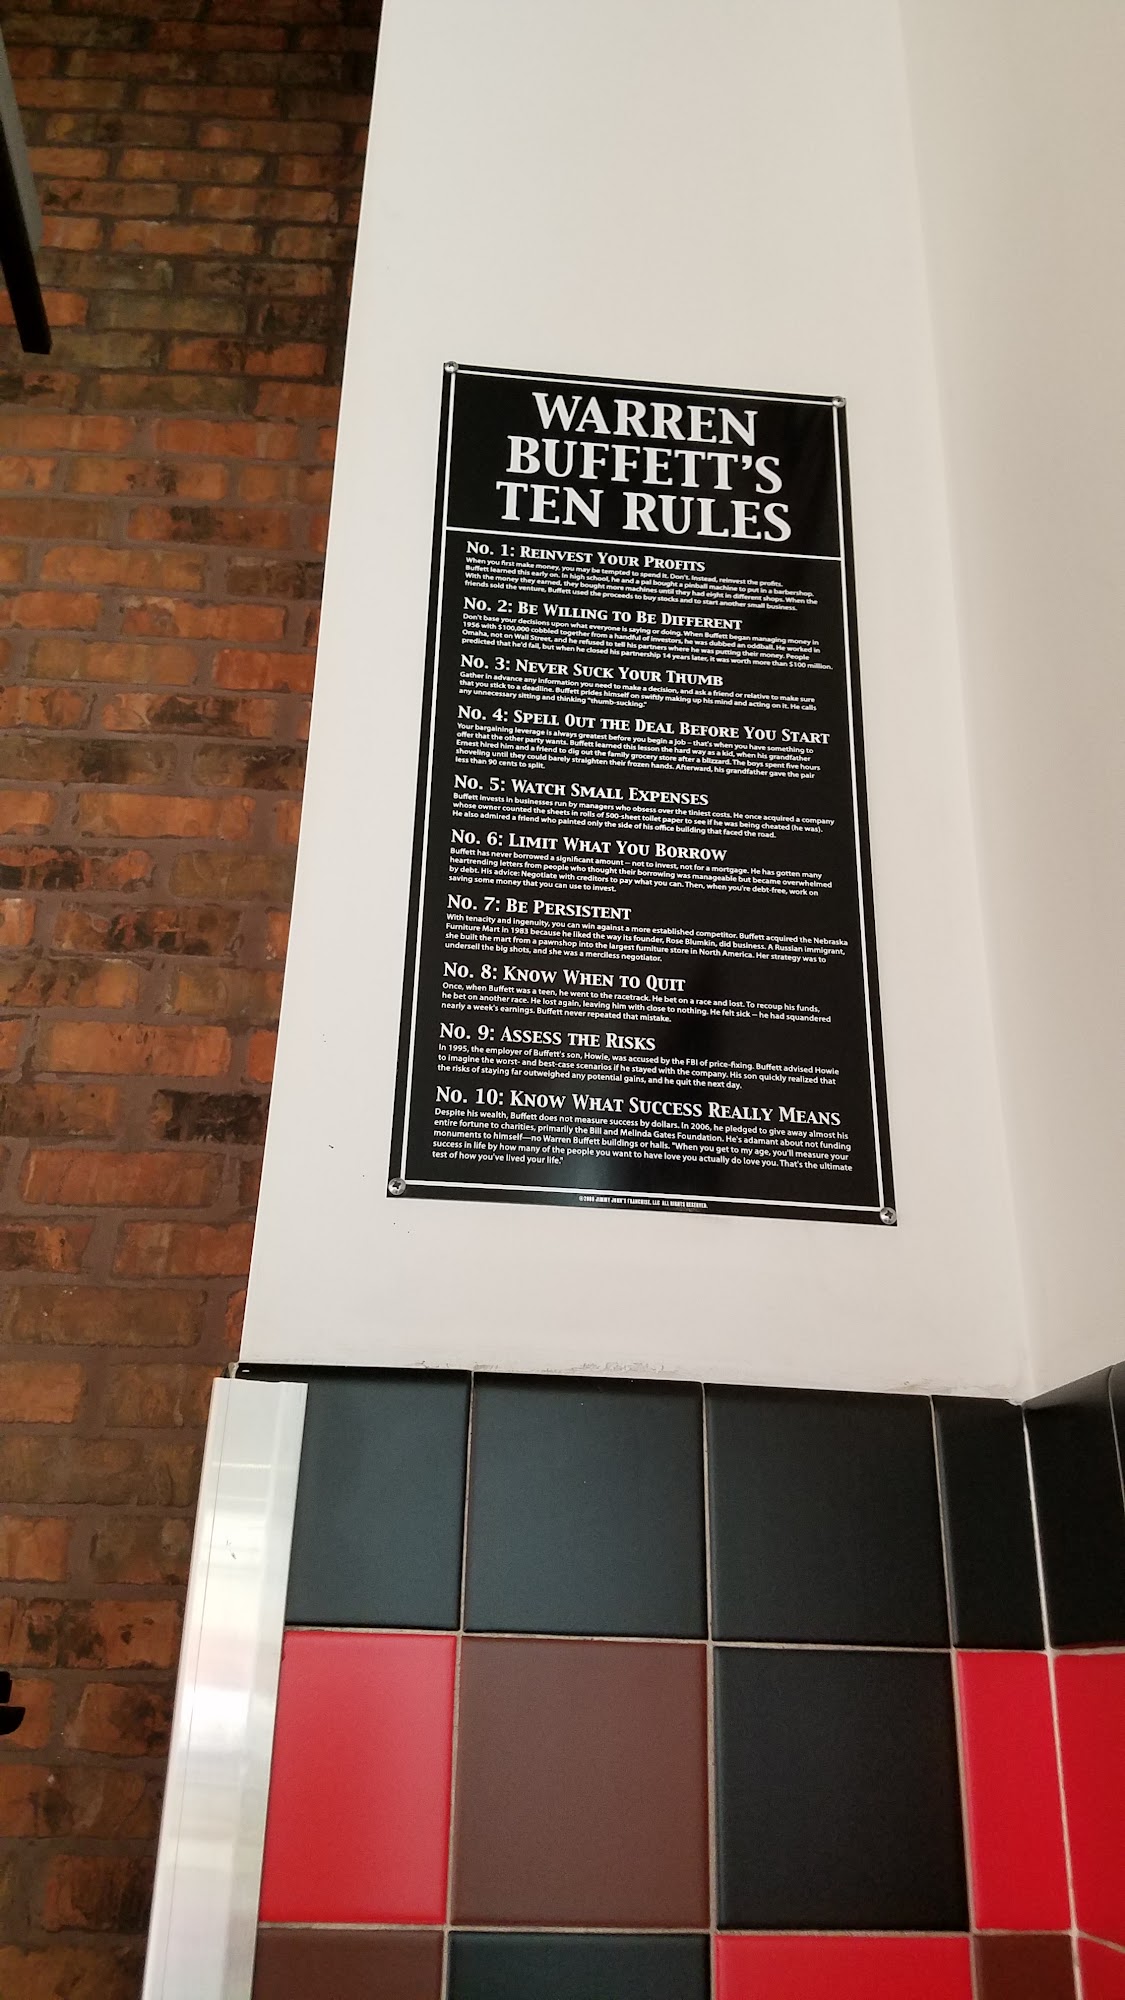 WARREN
BUFFETT'S
TEN RULES
No. 1: Reinvest Your Profits
When you first make money, you may be tempted to spend it. Don't. Instead, reinvest the profits.
Buffett learned this early on. In high school, he and a pal bought a pinball machine to put in a barbershop.
With the money they earned, they bought more machines until they had eight in different shops. When the
friends sold the venture, Buffett used the proceeds to buy stocks and to start another small business.
No. 2: Be Willing to Be Different
Don't base your decisions upon what everyone is saying or doing. When Buffett began managing money in
1956 with $100,000 cobbled together from a handful of investors, he was dubbed an oddball. He worked in
Omaha, not on Wall Street, and he refused to tell his partners where he was putting their money. People
predicted that he'd fail, but when he closed his partnership 14 years later, it was worth more than $100 million.
No. 3: Never Suck Your Thumb
Gather in advance any information you need to make a decision, and ask a friend or relative to make sure
that you stick to a deadline. Buffett prides himself on swiftly making up his mind and acting on it. He calls
any unnecessary sitting and thinking "thumb-sucking."
No. 4: Spell Out the Deal Before You Start
Your bargaining leverage is always greatest before you begin a job – that's when you have something to
offer that the other party wants. Buffett learned this lesson the hard way as a kid, when his grandfather
Ernest hired him and a friend to dig out the family grocery store after a blizzard. The boys spent five hours
shoveling until they could barely straighten their frozen hands. Afterward, his grandfather gave the pair
less than 90 cents to split.
No. 5: Watch Small Expenses
Buffett invests in businesses run by managers who obsess over the tiniest costs. He once acquired a company
whose owner counted the sheets in rolls of 500-sheet toilet paper to see if he was being cheated (he was).
He also admired a friend who painted only the side of his office building that faced the road.
No. 6: Limit What You Borrow
Buffett has never borrowed a significant amount – not to invest, not for a mortgage. He has gotten many
heartrending letters from people who thought their borrowing was manageable but became overwhelmed
by debt. His advice: Negotiate with creditors to pay what you can. Then, when you're debt-free, work on
saving some money that you can use to invest.
No. 7: Be Persistent
With tenacity and ingenuity, you can win against a more established competitor. Buffett acquired the Nebraska
Furniture Mart in 1983 because he liked the way its founder, Rose Blumkin, did business. A Russian immigrant,
she built the mart from a pawnshop into the largest furniture store in North America. Her strategy was to
undersell the big shots, and she was a merciless negotiator.
No. 8: Know When to Quit
Once, when Buffett was a teen, he went to the racetrack. He bet on a race and lost. To recoup his funds,
he bet on another race. He lost again, leaving him with close to nothing. He felt sick – he had squandered
nearly a week's earnings. Buffett never repeated that mistake.
No. 9: Assess the Risks
In 1995, the employer of Buffett's son, Howie, was accused by the FBI of price-fixing. Buffett advised Howie
to imagine the worst- and best-case scenarios if he stayed with the company. His son quickly realized that
the risks of staying far outweighed any potential gains, and he quit the next day.
No. 10: Know What Success Really Means
Despite his wealth, Buffett does not measure success by dollars. In 2006, he pledged to give away almost his
entire fortune to charities, primarily the Bill and Melinda Gates Foundation. He's adamant about not funding
monuments to himself—no Warren Buffett buildings or halls. "When you get to my age, you'll measure your
success in life by how many of the people you want to have love you actually do love you. That's the ultimate
test of how you've lived your life."
©2008 JIMMY JOHN'S FRANCHISE, LLC ALL RIGHTS RESERVED.